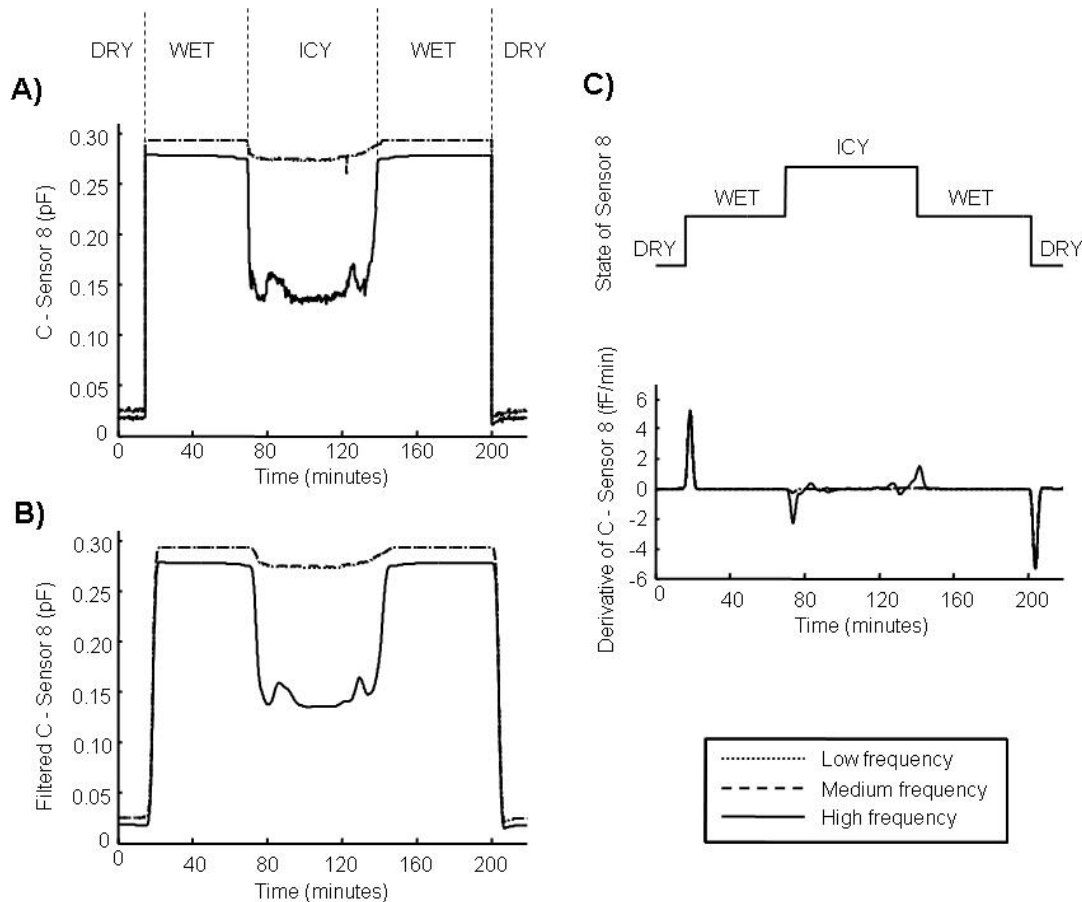 DRY WET ICY WET DRY
A)
C - Sensor 8 (pF)
0.30
0.25
0.20
0.15
0.10
0.05
0
0 40 80 120 160 200
Time (minutes)
B)
Filtered C - Sensor 8 (pF)
0.30
0.25
0.20
0.15
0.10
0.05
0
0 40 80 120 160 200
Time (minutes)
C)
State of Sensor 8
ICY
WET WET
DRY DRY
Derivative of C - Sensor 8 (fF/min)
6
4
2
0
-2
-4
-6
0 40 80 120 160 200
Time (minutes)
Low frequency
Medium frequency
High frequency